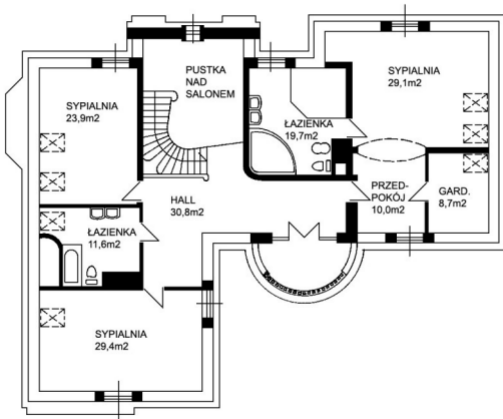 PUSTKA
NAD
SALONEM
SYPIALNIA
29,1m2
SYPIALNIA
23,9m2
ŁAZIENKA
19,7m2
PRZED-
POKÓJ
10,0m2
GARD.
8,7m2
HALL
30,8m2
ŁAZIENKA
11,6m2
SYPIALNIA
29,4m2